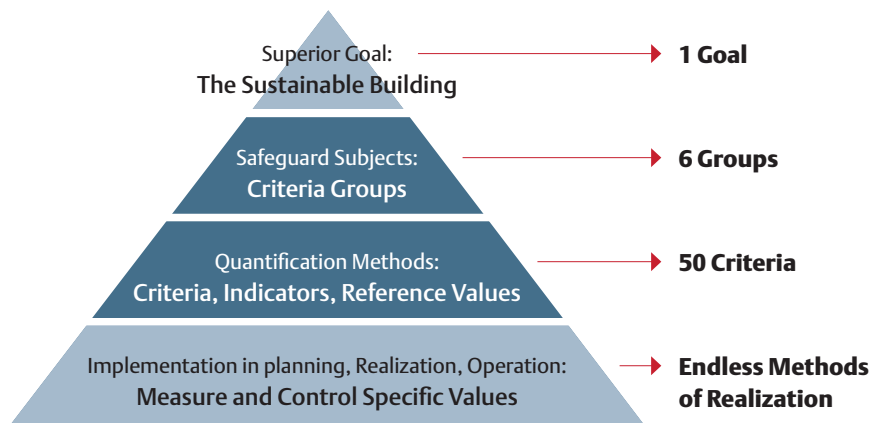 Superior Goal:
The Sustainable Building
1 Goal
Safeguard Subjects:
Criteria Groups
6 Groups
Quantification Methods:
Criteria, Indicators, Reference Values
50 Criteria
Implementation in planning, Realization, Operation:
Measure and Control Specific Values
Endless Methods
of Realization